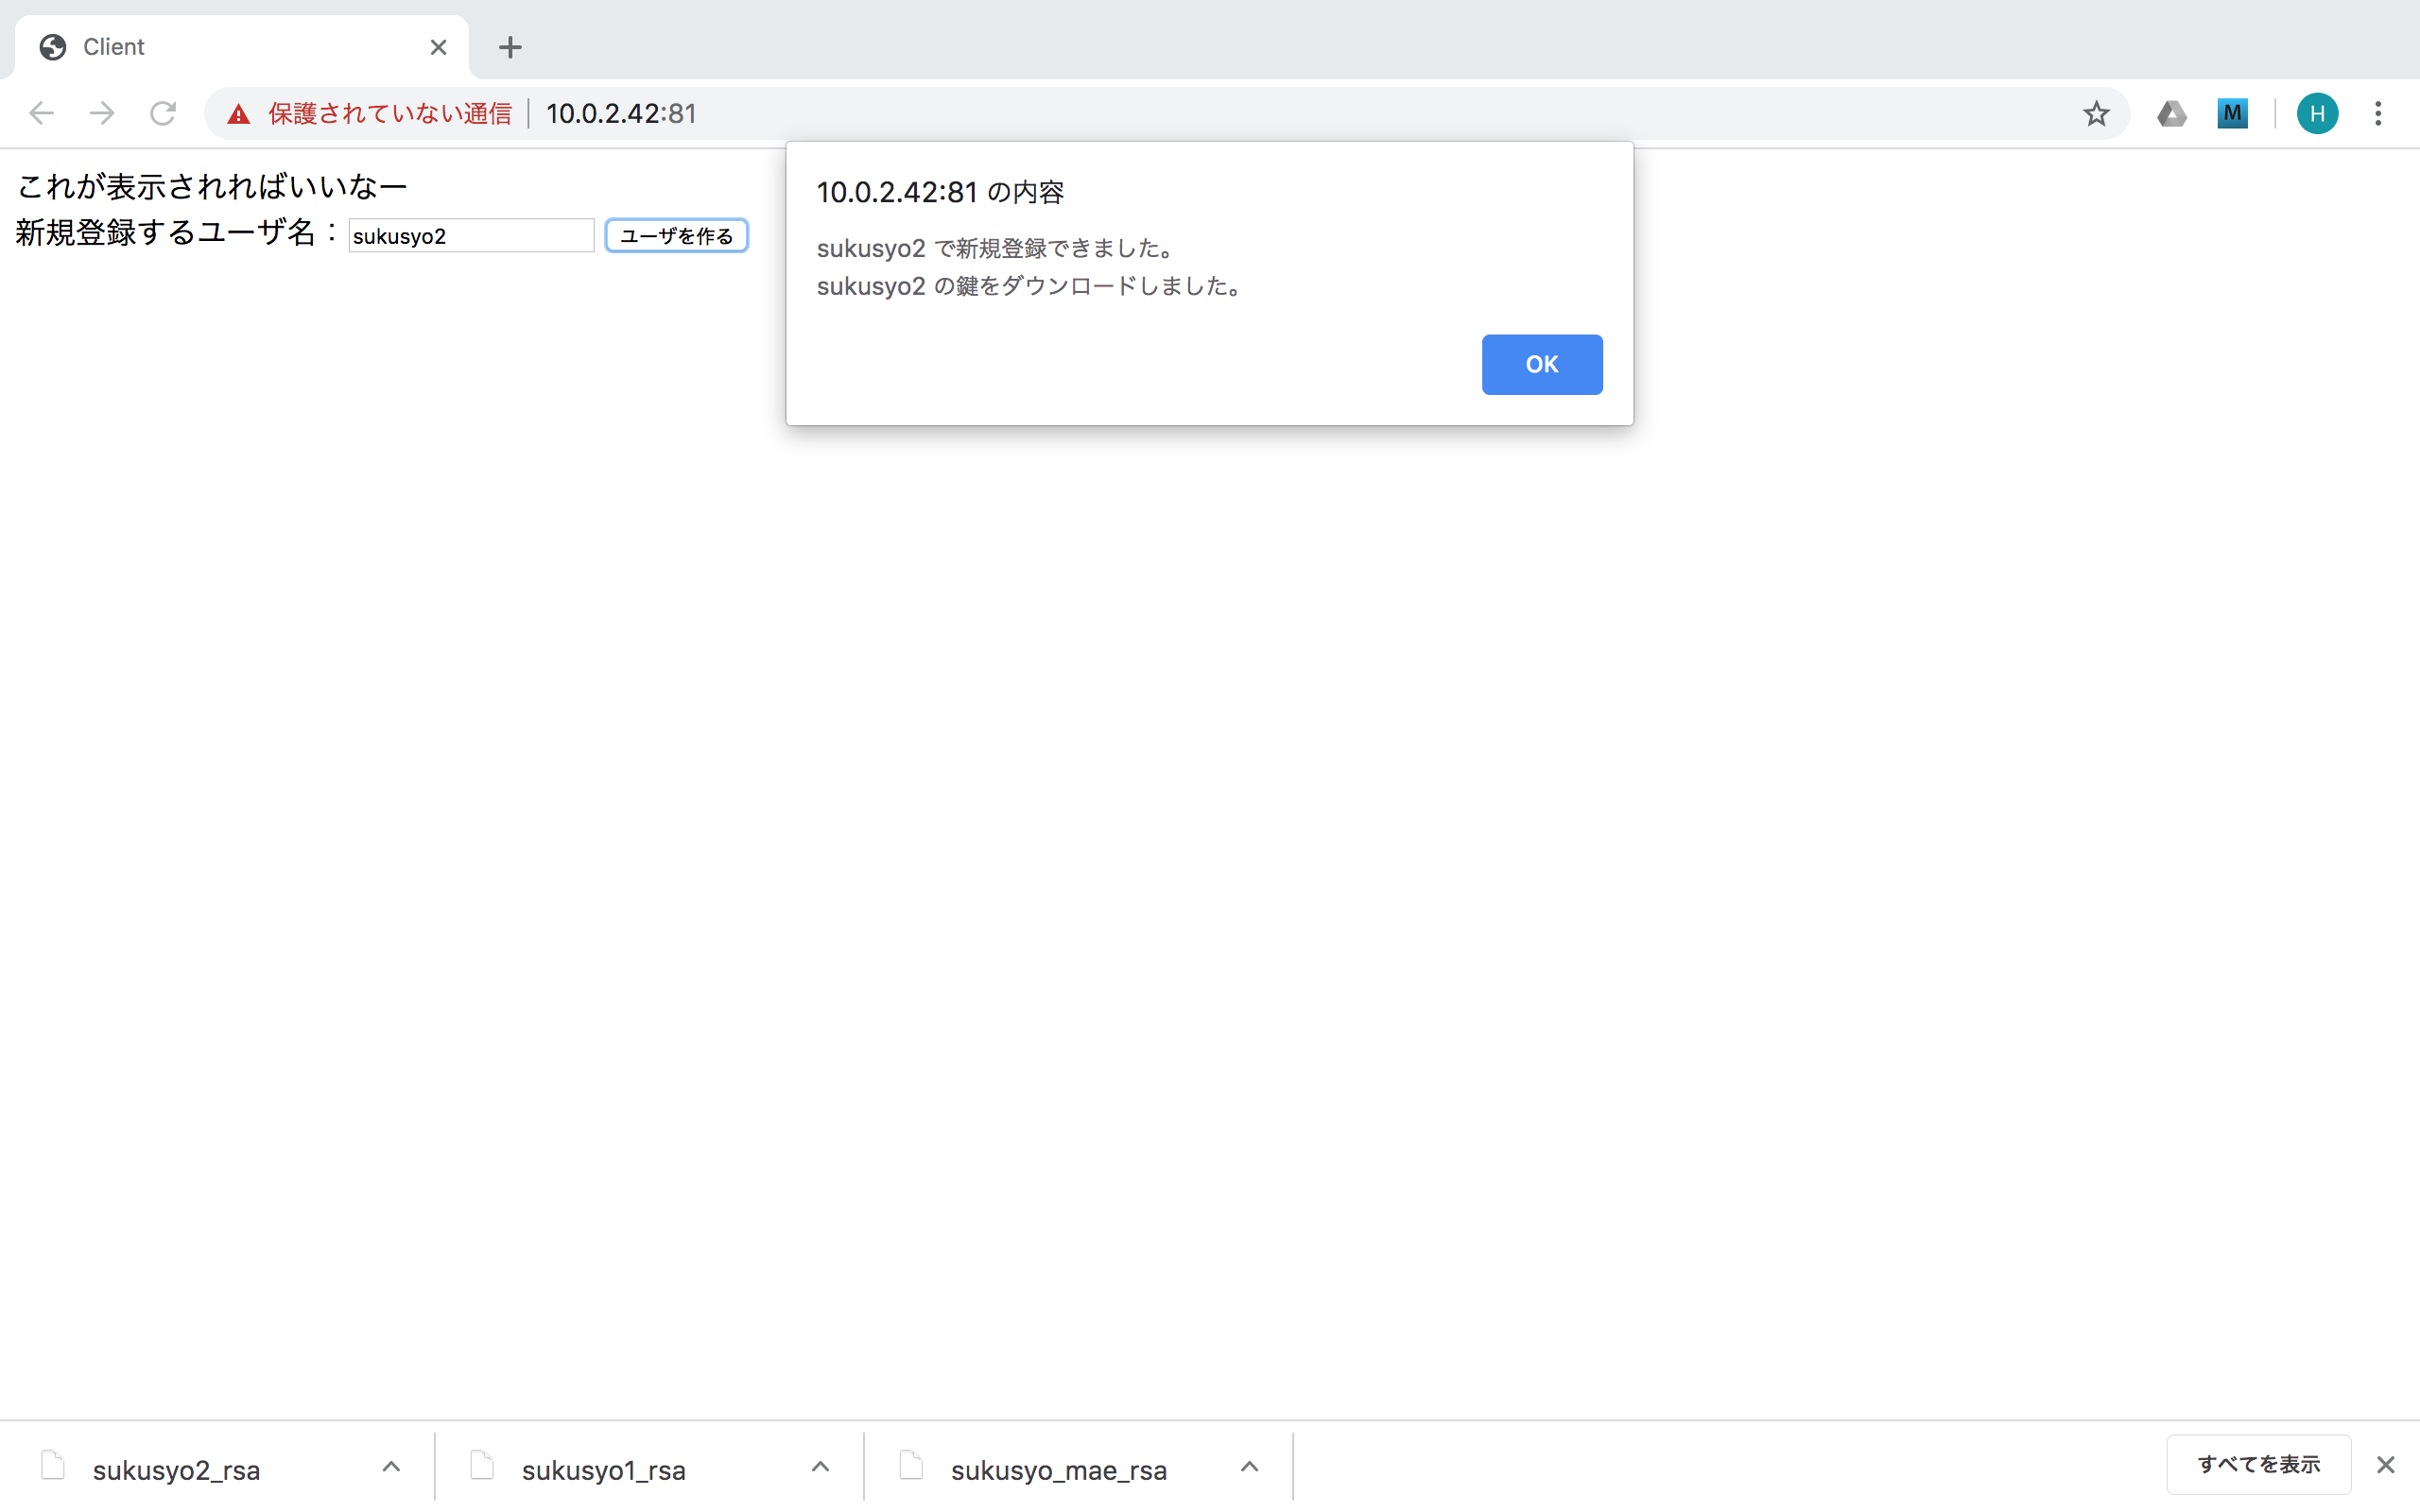 Client
保護されていない通信 10.0.2.42:81
M
H
これが表示されればいいなー
新規登録するユーザ名：sukusyo2 ユーザを作る
10.0.2.42:81 の内容
sukusyo2 で新規登録できました。
sukusyo2 の鍵をダウンロードしました。
OK
sukusyo2_rsa
sukusyo1_rsa
sukusyo_mae_rsa
すべてを表示